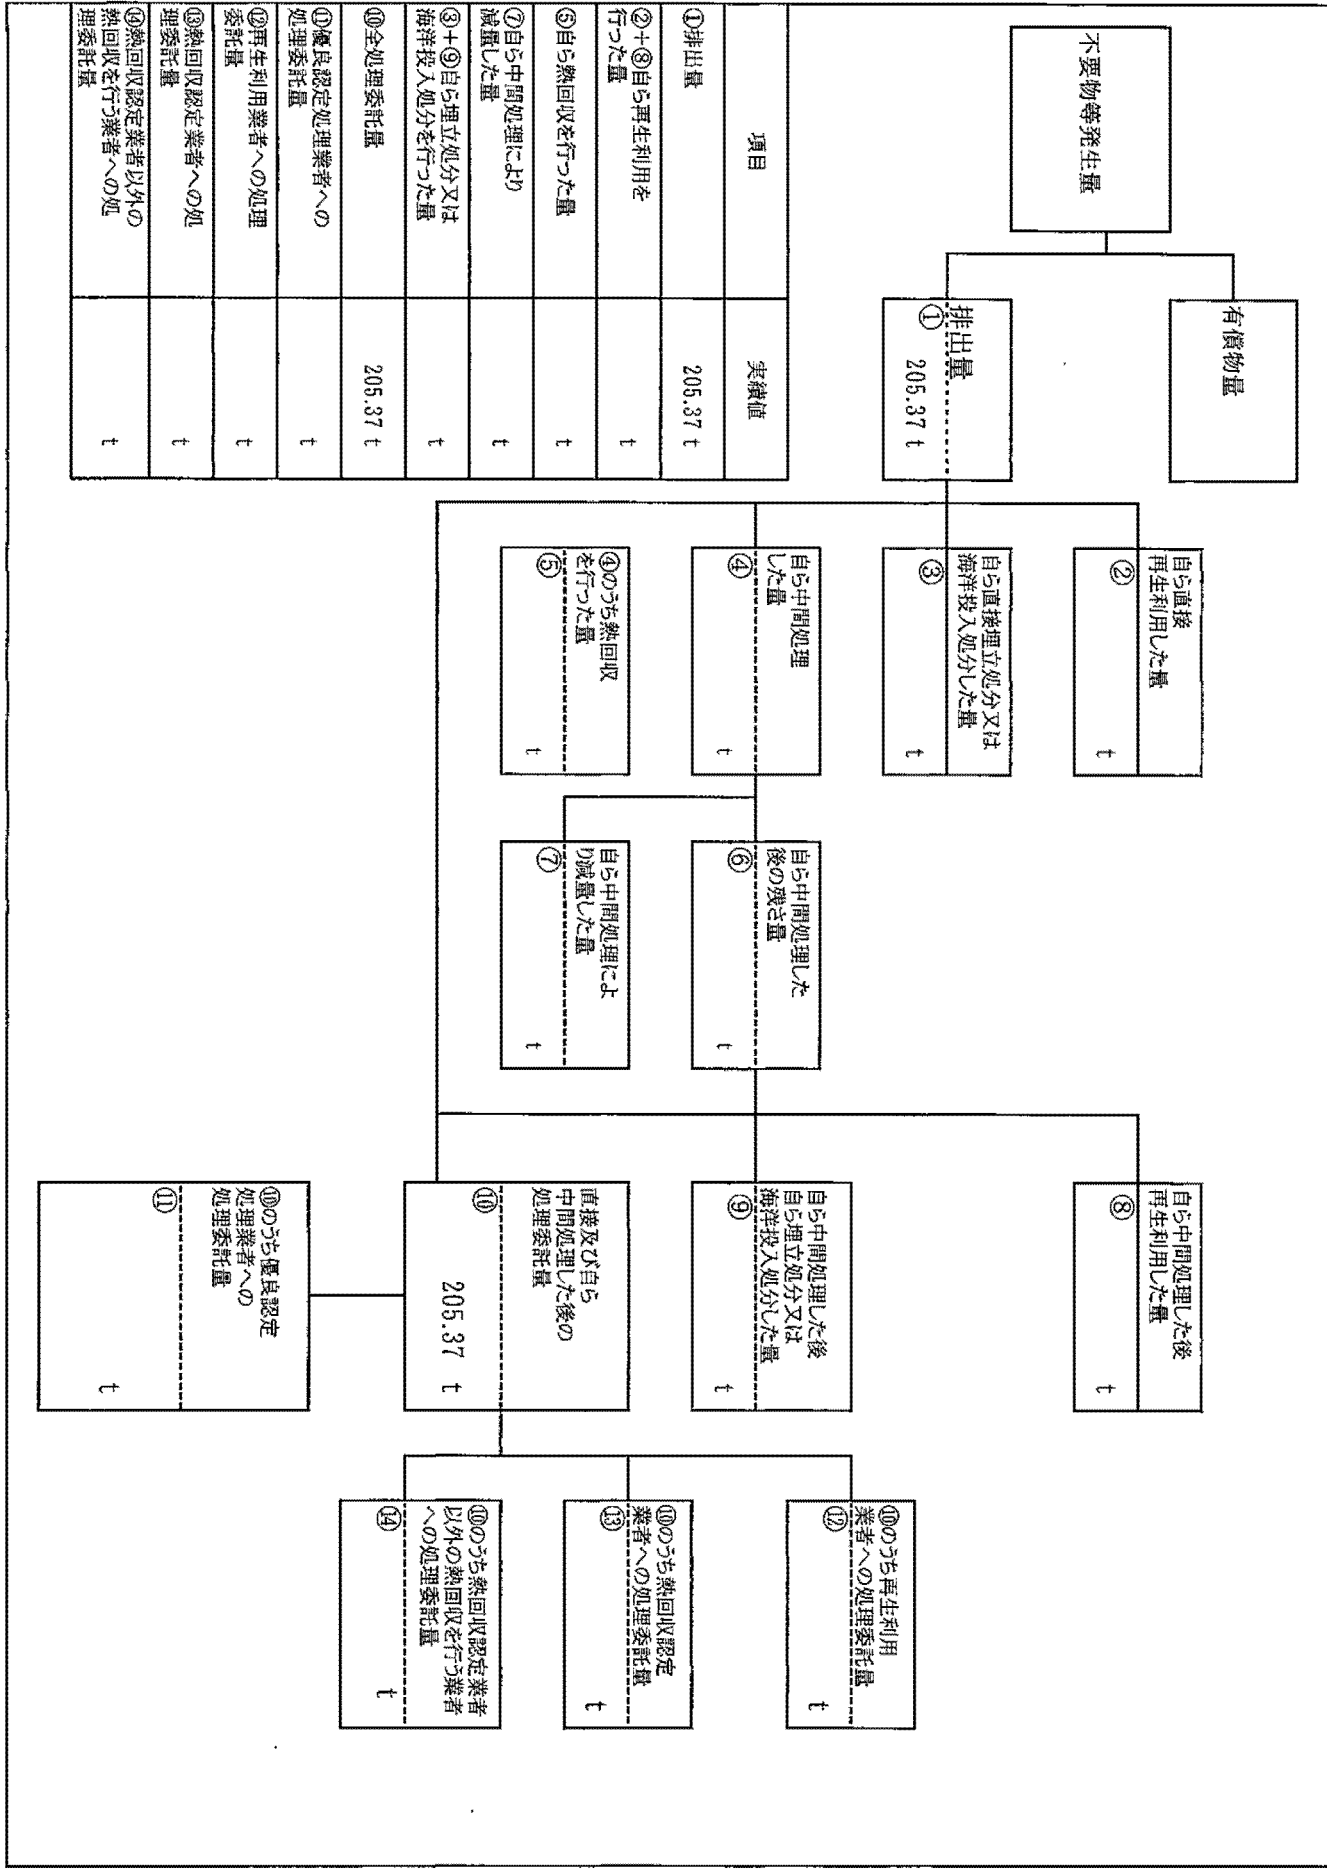 不要物等発生量
有償物量
排出量
①
205.37 t
自ら直接
再生利用した量
②
t
自ら直接埋立処分又は
海洋投入処分した量
③
t
自ら中間処理
した量
④
t
④のうち熱回収
を行った量
⑤
t
自ら中間処理した
後の残さ量
⑥
t
自ら中間処理によ
り減量した量
⑦
t
自ら中間処理した後
再生利用した量
⑧
t
自ら中間処理した後
自ら埋立処分又は
海洋投入処分した量
⑨
t
直接及び自ら
中間処理した後の
処理委託量
⑩
205.37 t
⑩のうち優良認定
処理業者への
処理委託量
⑪
t
⑩のうち再生利用
業者への処理委託量
⑫
t
⑩のうち熱回収認定
業者への処理委託量
⑬
t
⑩のうち熱回収認定業者
以外の熱回収を行う業者
への処理委託量
⑭
t
項目 実績値
①排出量 205.37 t
②+⑧自ら再生利用を
行った量 t
⑤自ら熱回収を行った量 t
⑦自ら中間処理により
減量した量 t
③+⑨自ら埋立処分又は
海洋投入処分を行った量 t
⑩全処理委託量 205.37 t
⑪優良認定処理業者への
処理委託量 t
⑫再生利用業者への処理
委託量 t
⑬熱回収認定業者への処
理委託量 t
⑭熱回収認定業者以外の
熱回収を行う業者への処
理委託量 t